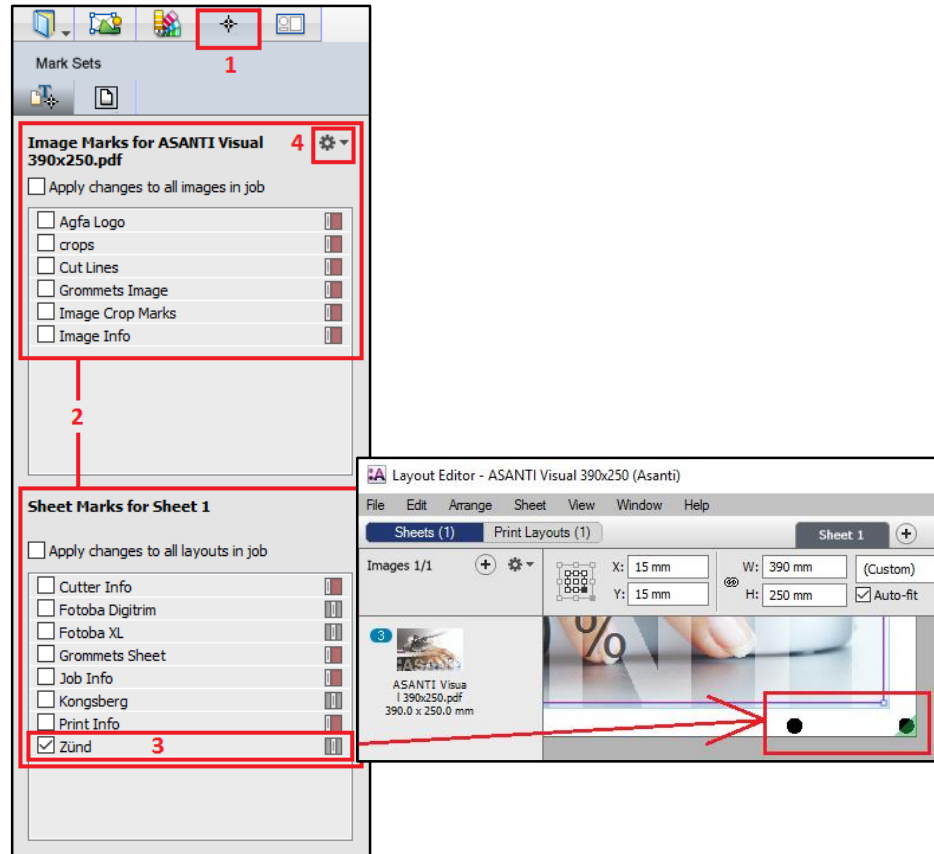 1
Mark Sets
Image Marks for ASANTI Visual
390x250.pdf
4
Apply changes to all images in job
Agfa Logo
crops
Cut Lines
Grommets Image
Image Crop Marks
Image Info
2
Sheet Marks for Sheet 1
Apply changes to all layouts in job
Cutter Info
Fotoba Digitrim
Fotoba XL
Grommets Sheet
Job Info
Kongsberg
Print Info
Zünd
3
:A Layout Editor - ASANTI Visual 390x250 (Asanti)
File Edit Arrange Sheet View Window Help
Sheets (1) Print Layouts (1) Sheet 1
Images 1/1 X: 15 mm W: 390 mm (Custom)
Y: 15 mm H: 250 mm Auto-fit
3
ASANTI
ASANTI Visua
l 390x250.pdf
390.0 x 250.0 mm
%